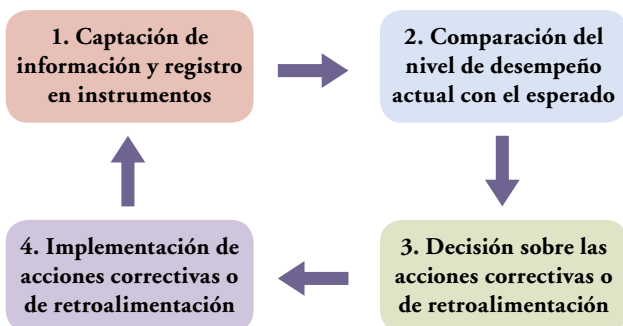 1. Captación de
información y registro
en instrumentos
2. Comparación del
nivel de desempeño
actual con el esperado
3. Decisión sobre las
acciones correctivas o
de retroalimentación
4. Implementación de
acciones correctivas o
de retroalimentación